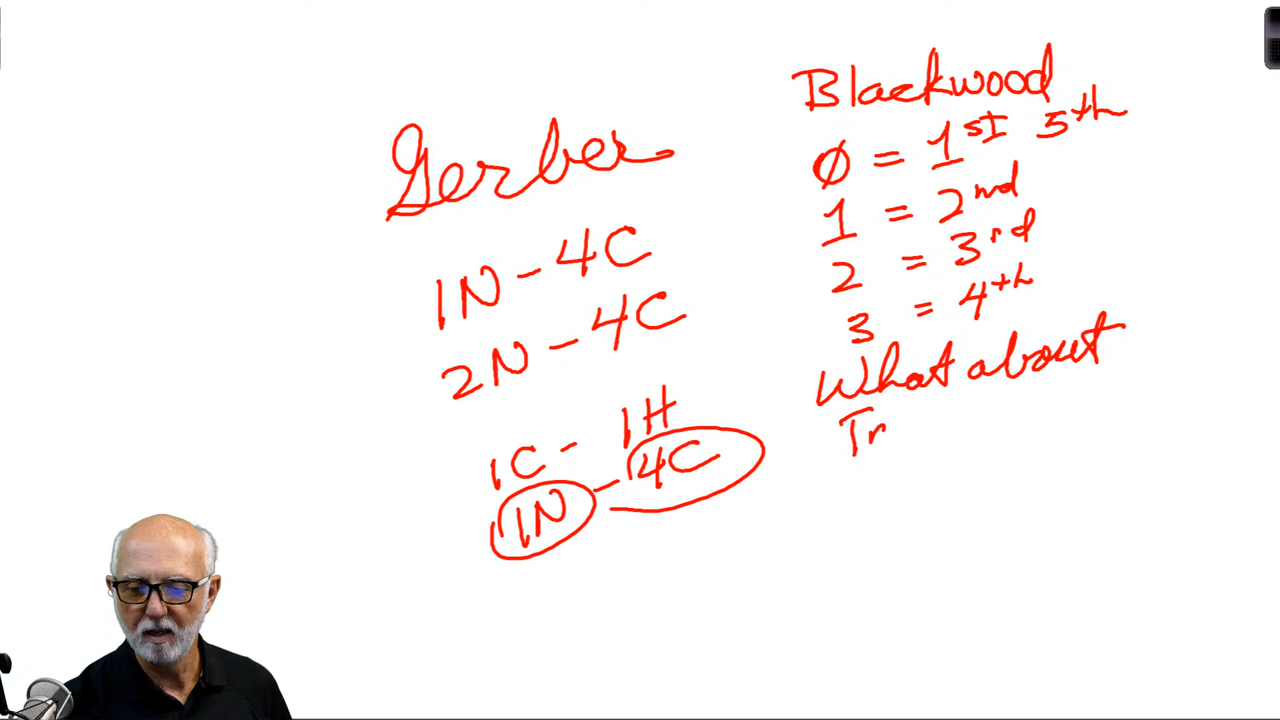 Gerber
1N - 4C
2N - 4C
1C - 1H
1N - 4C
Blackwood
Ø = 1st 5th
1 = 2nd
2 = 3rd
3 = 4th
What about
Tr